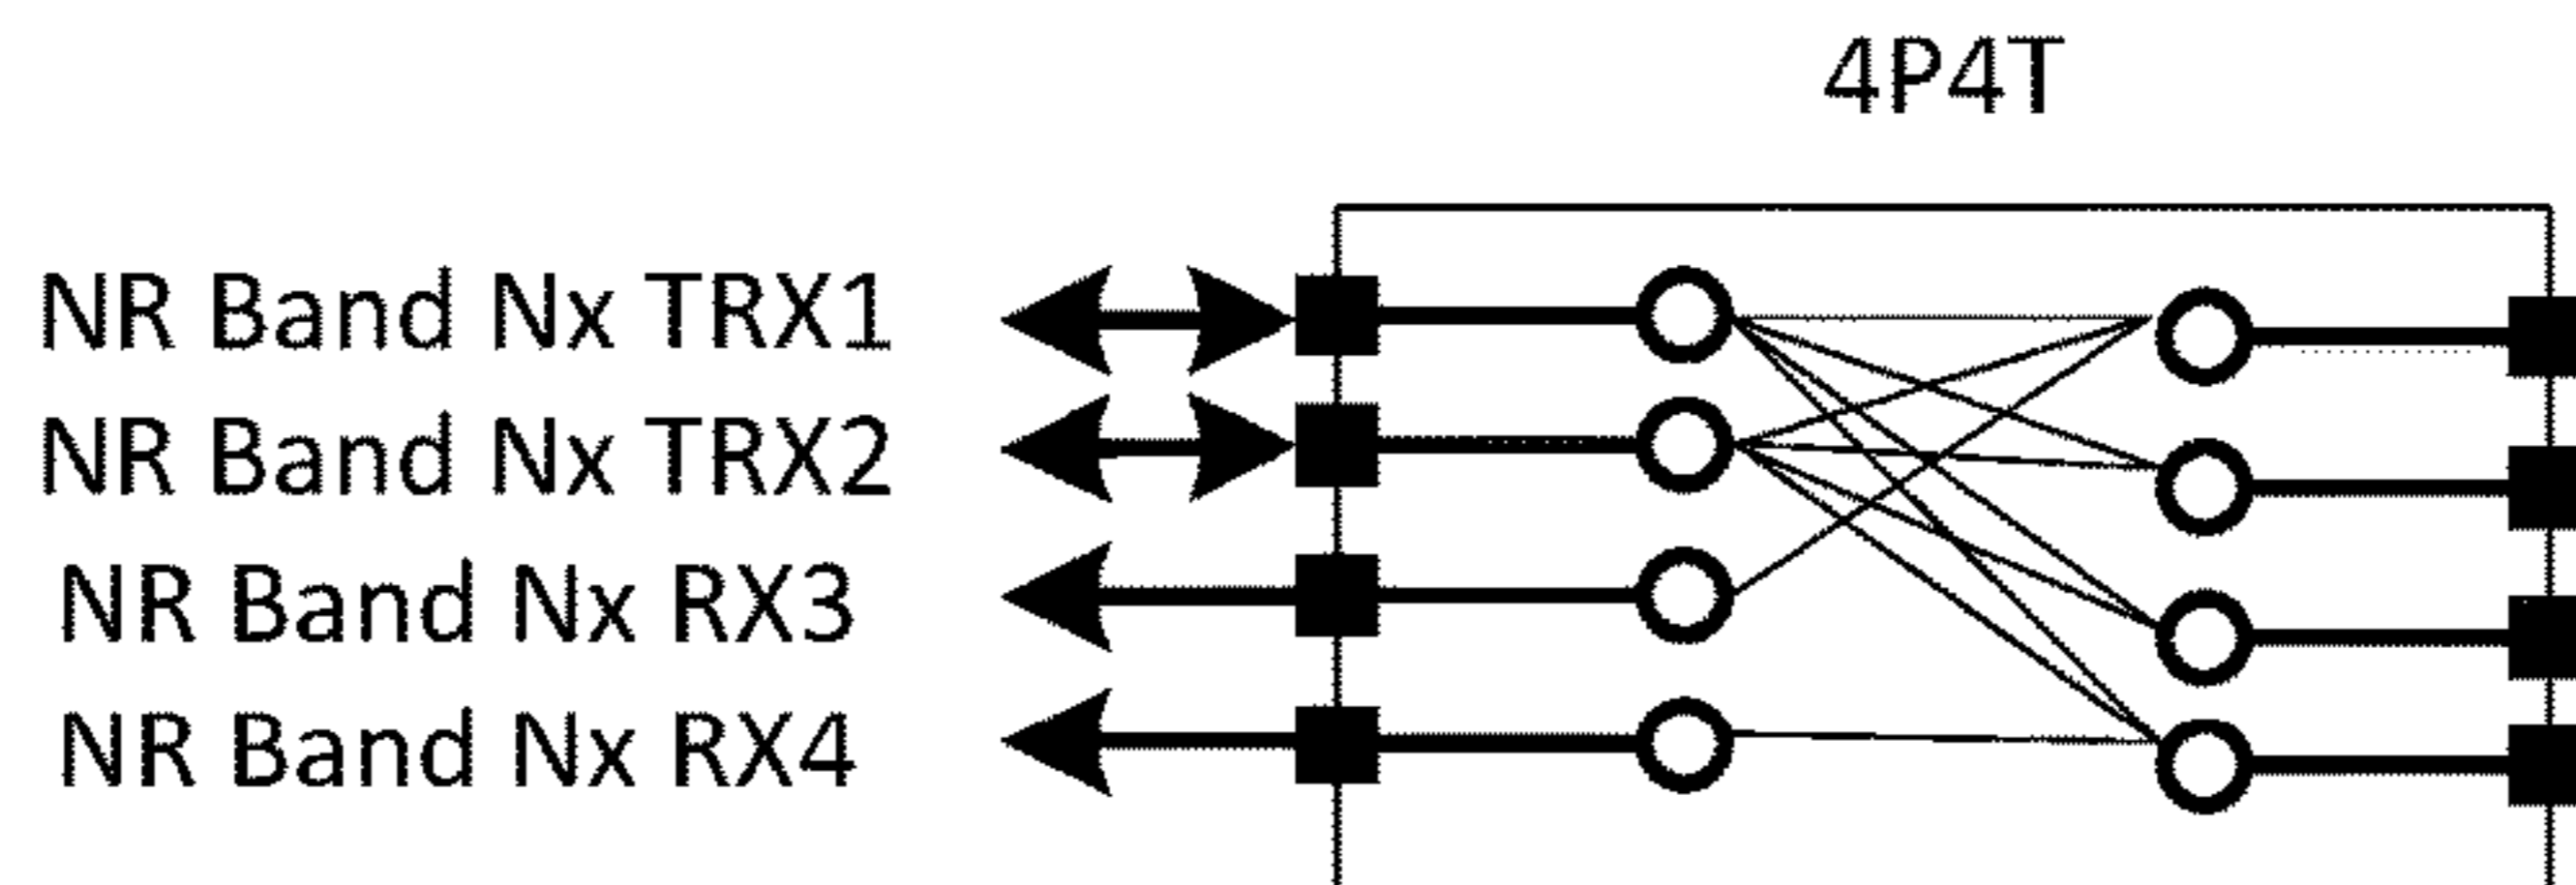 4P4T
NR Band Nx TRX1
NR Band Nx TRX2
NR Band Nx RX3
NR Band Nx RX4